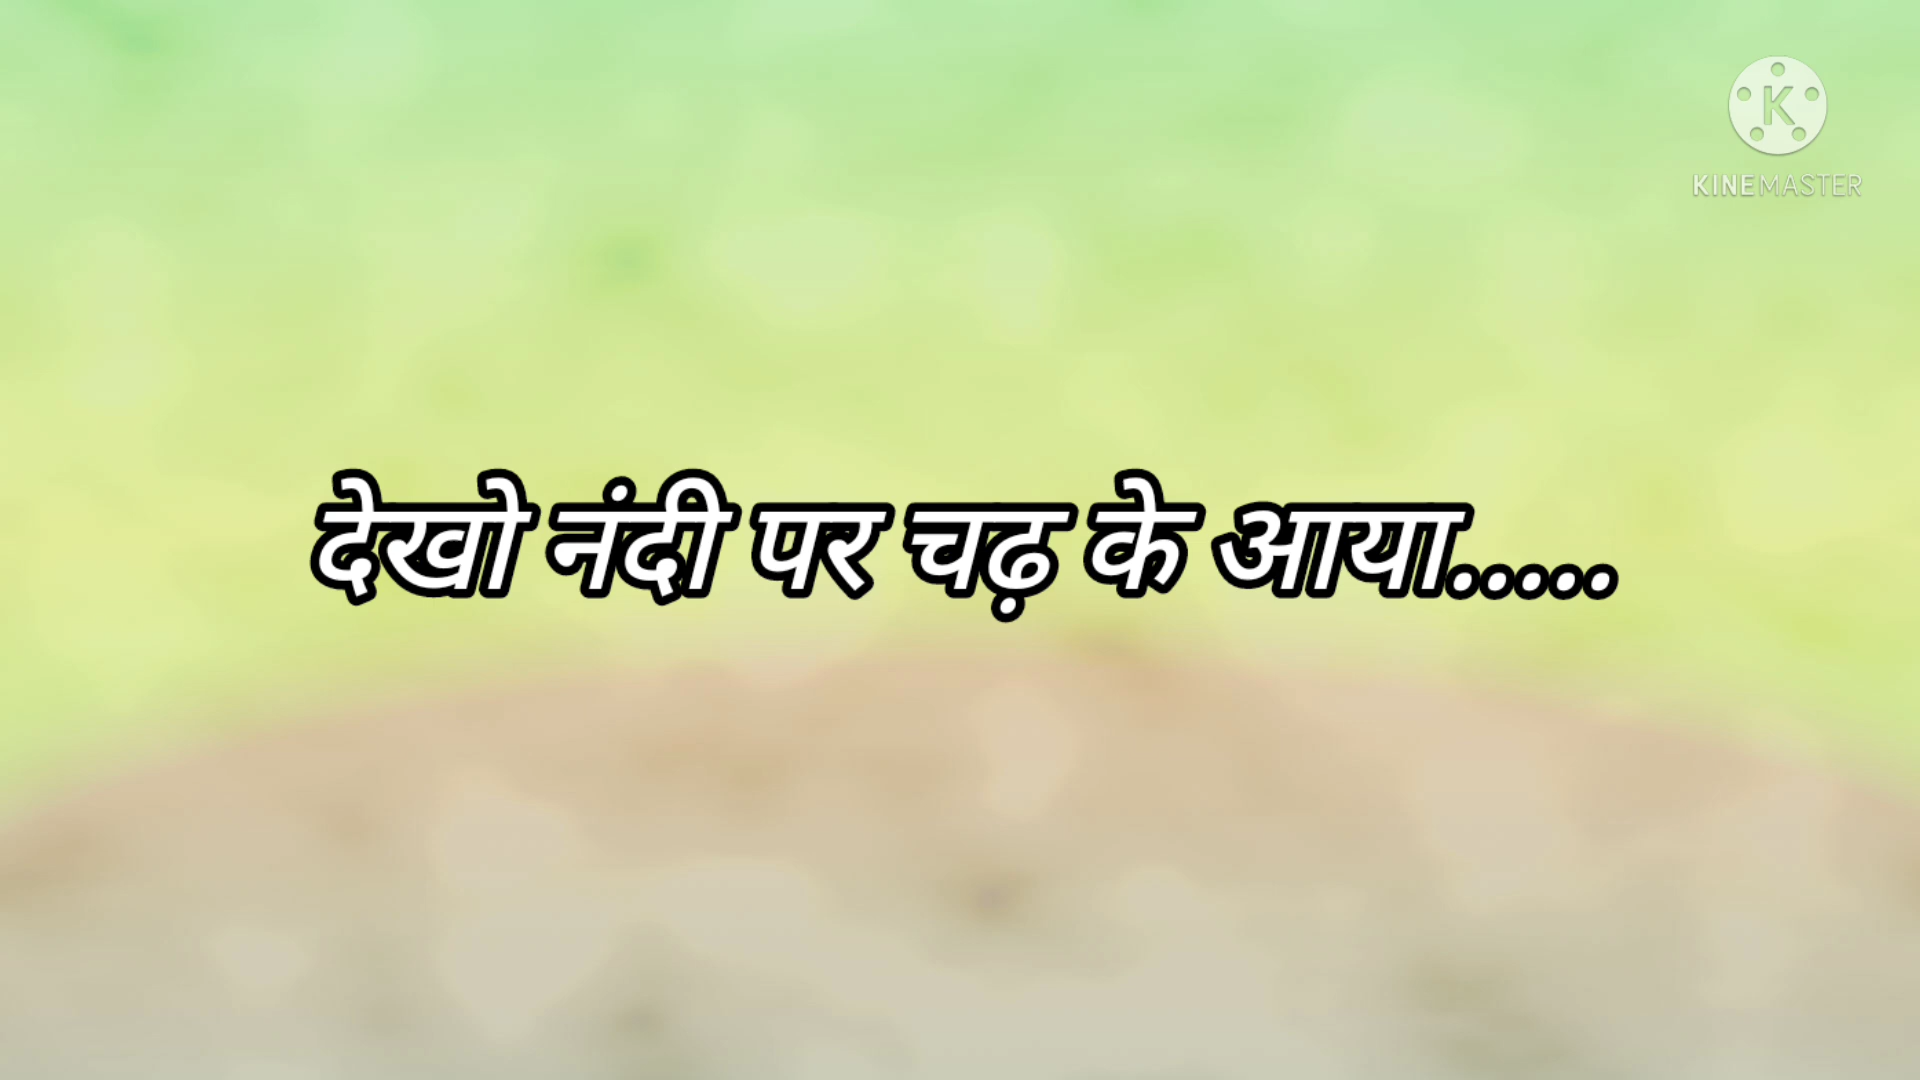 K
KINEMASTER
देखो नंदी पर चढ़ के आया.....